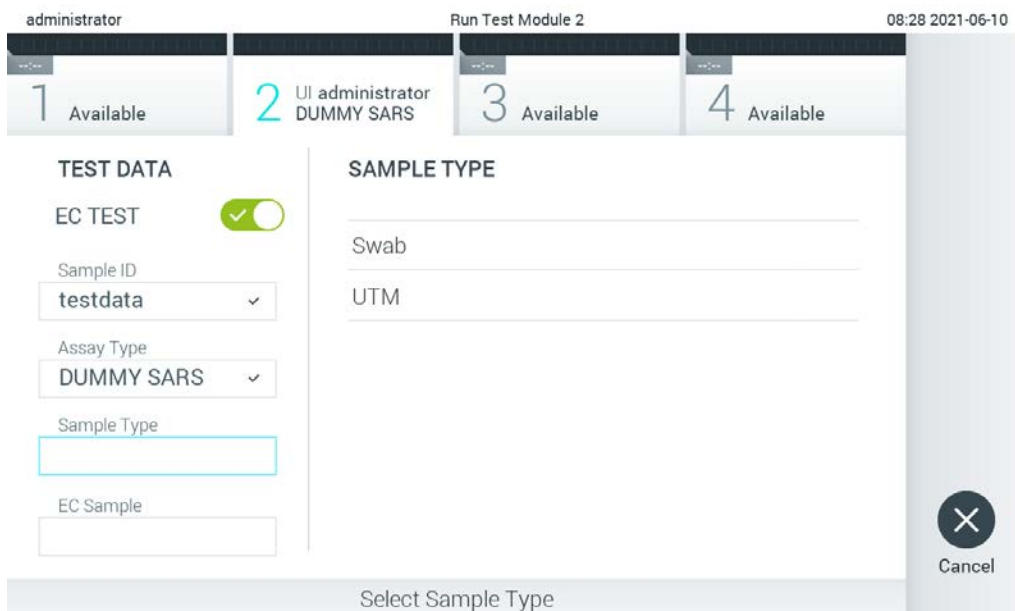 administrator Run Test Module 2 08:28 2021-06-10
--:-- --:-- --:--
1 Available
2 UI administrator
DUMMY SARS
3 Available
4 Available
TEST DATA
EC TEST
Sample ID
testdata
Assay Type
DUMMY SARS
Sample Type
EC Sample
SAMPLE TYPE
Swab
UTM
Cancel
Select Sample Type